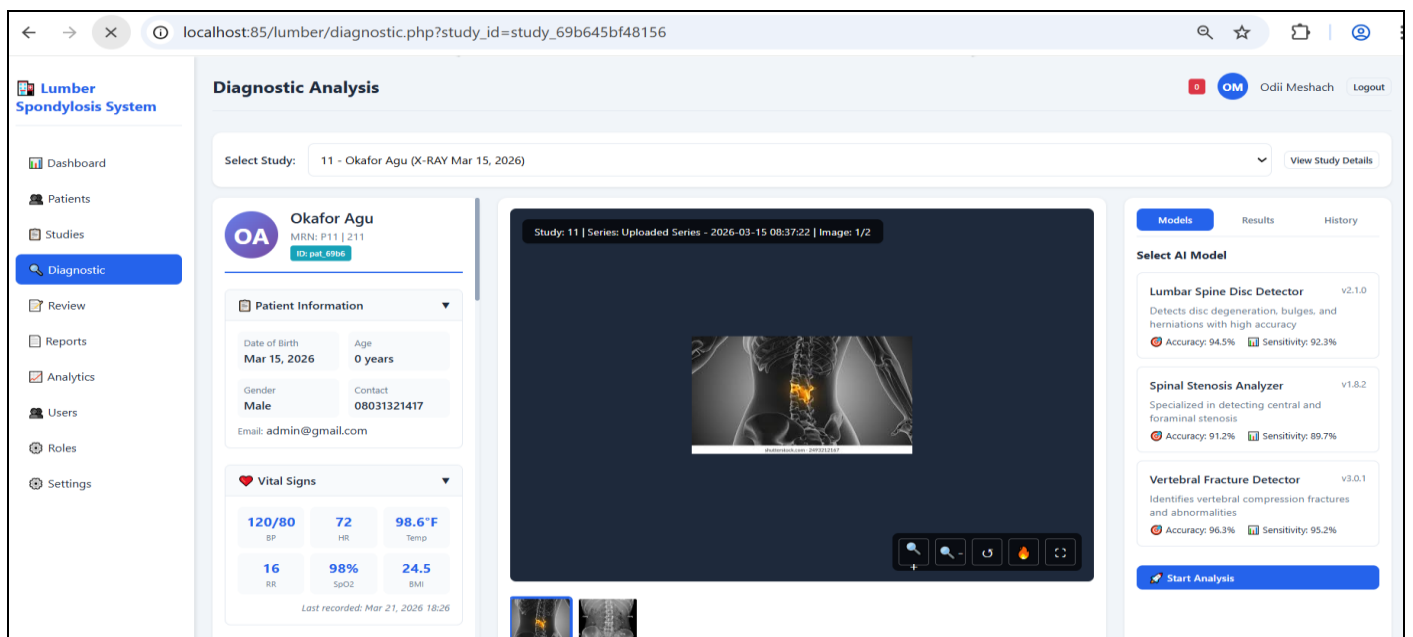 localhost:85/lumber/diagnostic.php?study_id=study_69b645bf48156
Lumber
Spondylosis System
Dashboard
Patients
Studies
Diagnostic
Review
Reports
Analytics
Users
Roles
Settings
Diagnostic Analysis
0
OM
Odii Meshach
Logout
Select Study:
11 - Okafor Agu (X-RAY Mar 15, 2026)
View Study Details
OA
Okafor Agu
MRN: P11 | 211
ID: pat_69b6
Patient Information
Date of Birth
Mar 15, 2026
Age
0 years
Gender
Male
Contact
08031321417
Email: admin@gmail.com
Vital Signs
120/80
BP
72
HR
98.6°F
Temp
16
RR
98%
SpO2
24.5
BMI
Last recorded: Mar 21, 2026 18:26
Study: 11 | Series: Uploaded Series - 2026-03-15 08:37:22 | Image: 1/2
shutterstock.com · 2493212167
Models
Results
History
Select AI Model
Lumbar Spine Disc Detector
v2.1.0
Detects disc degeneration, bulges, and
herniations with high accuracy
Accuracy: 94.5% Sensitivity: 92.3%
Spinal Stenosis Analyzer
v1.8.2
Specialized in detecting central and
foraminal stenosis
Accuracy: 91.2% Sensitivity: 89.7%
Vertebral Fracture Detector
v3.0.1
Identifies vertebral compression fractures
and abnormalities
Accuracy: 96.3% Sensitivity: 95.2%
Start Analysis